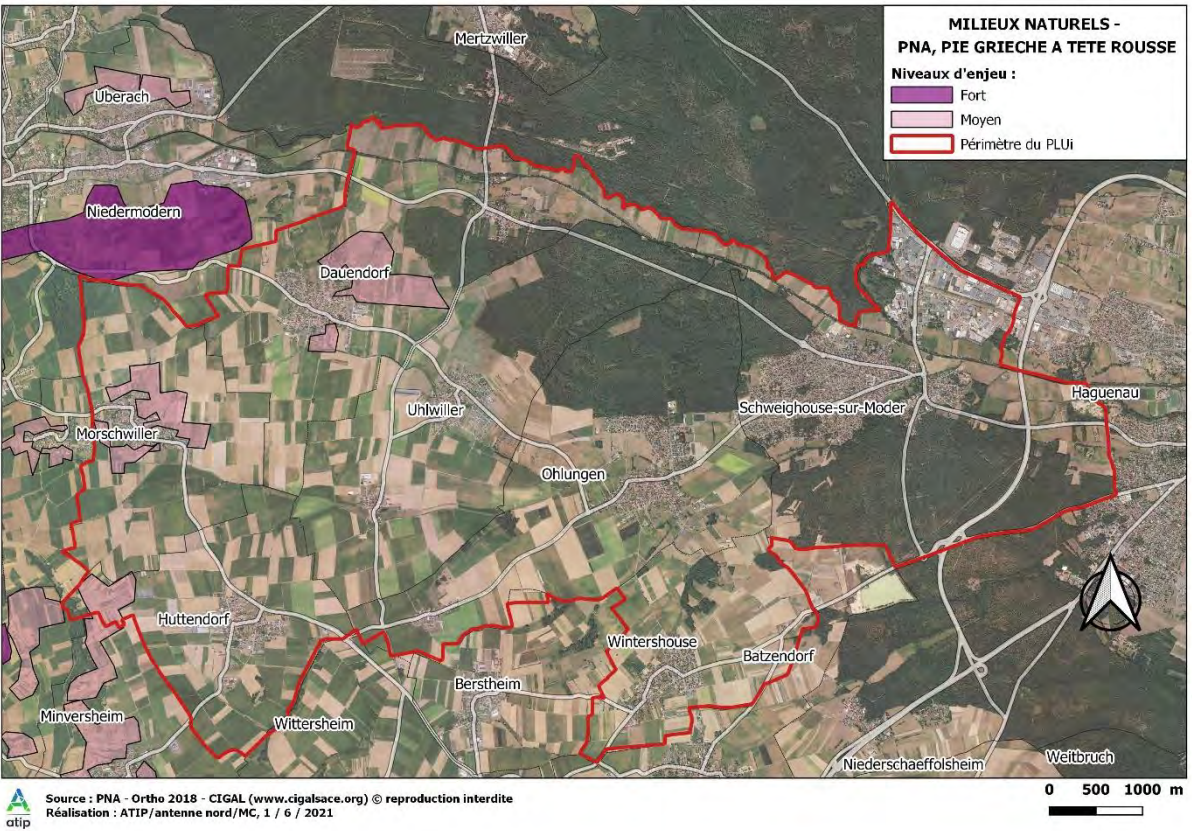 MILIEUX NATURELS -
PNA, PIE GRIECHE A TETE ROUSSE
Niveaux d'enjeu :
Fort
Moyen
Périmètre du PLUi
Mertzwiller
Uberach
Niedermodern
Dauendorf
Haguenau
Uhlwiller
Schweighouse-sur-Moder
Morschwiller
Ohlungen
Huttendorf
Wintershouse
Batzendorf
Berstheim
Minversheim
Wittersheim
Niederschaeffolsheim
Weitbruch
0 500 1000 m
atip
Source : PNA - Ortho 2018 - CIGAL (www.cigalsace.org) © reproduction interdite
Réalisation : ATIP/antenne nord/MC, 1 / 6 / 2021